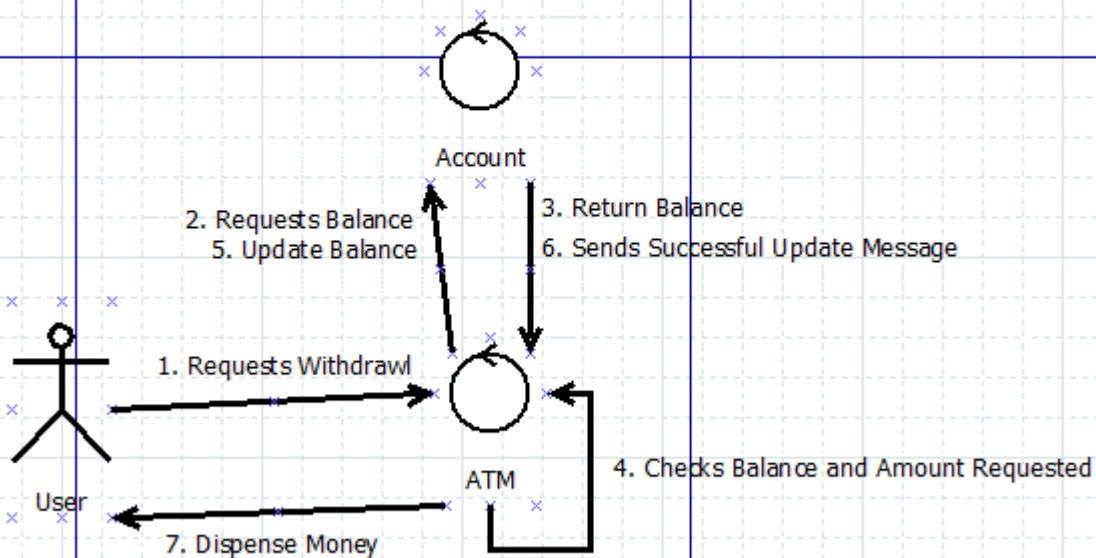 Account
2. Requests Balance
5. Update Balance
3. Return Balance
6. Sends Successful Update Message
1. Requests Withdrawl
ATM
4. Checks Balance and Amount Requested
User
7. Dispense Money